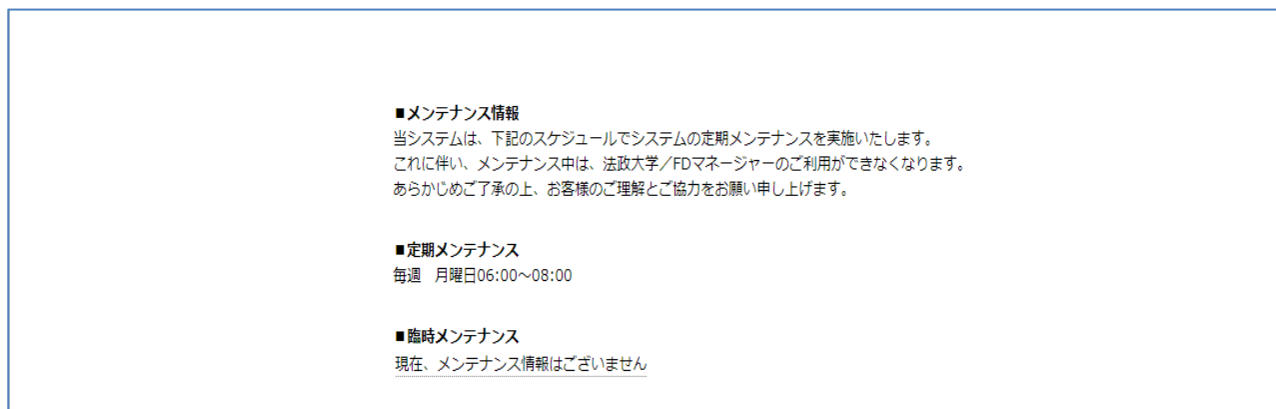 ■メンテナンス情報
当システムは、下記のスケジュールでシステムの定期メンテナンスを実施いたします。
これに伴い、メンテナンス中は、法政大学／FDマネージャーのご利用ができなくなります。
あらかじめご了承の上、お客様のご理解とご協力をお願い申し上げます。
■定期メンテナンス
毎週　月曜日06:00～08:00
■臨時メンテナンス
現在、メンテナンス情報はございません